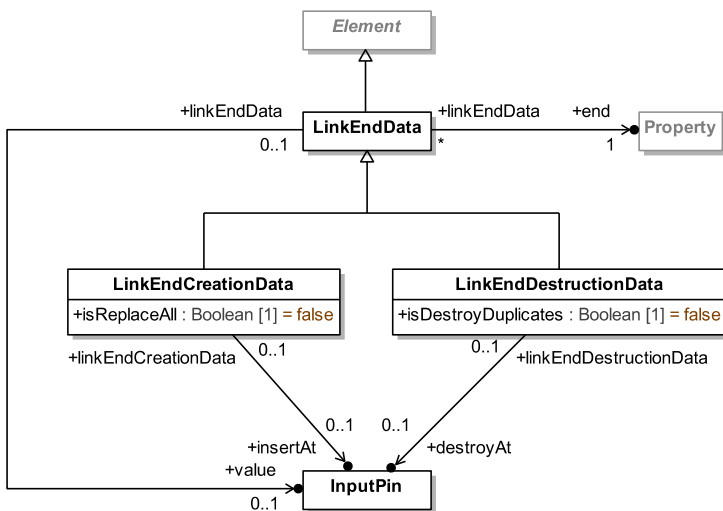 Element
+linkEndData
+linkEndData
+end
LinkEndData
Property
0..1
*
1
LinkEndCreationData
LinkEndDestructionData
+isReplaceAll : Boolean [1] = false
+isDestroyDuplicates : Boolean [1] = false
0..1
0..1
+linkEndCreationData
+linkEndDestructionData
0..1
0..1
+insertAt
+destroyAt
+value
InputPin
0..1